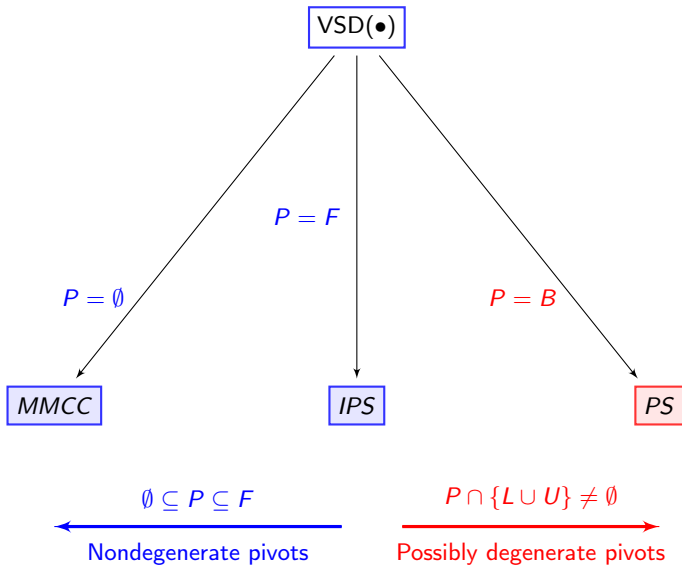 VSD(•)
P = F
P = ∅
P = B
MMCC
IPS
PS
∅ ⊆ P ⊆ F
P ∩ {L ∪ U} ≠ ∅
Nondegenerate pivots
Possibly degenerate pivots